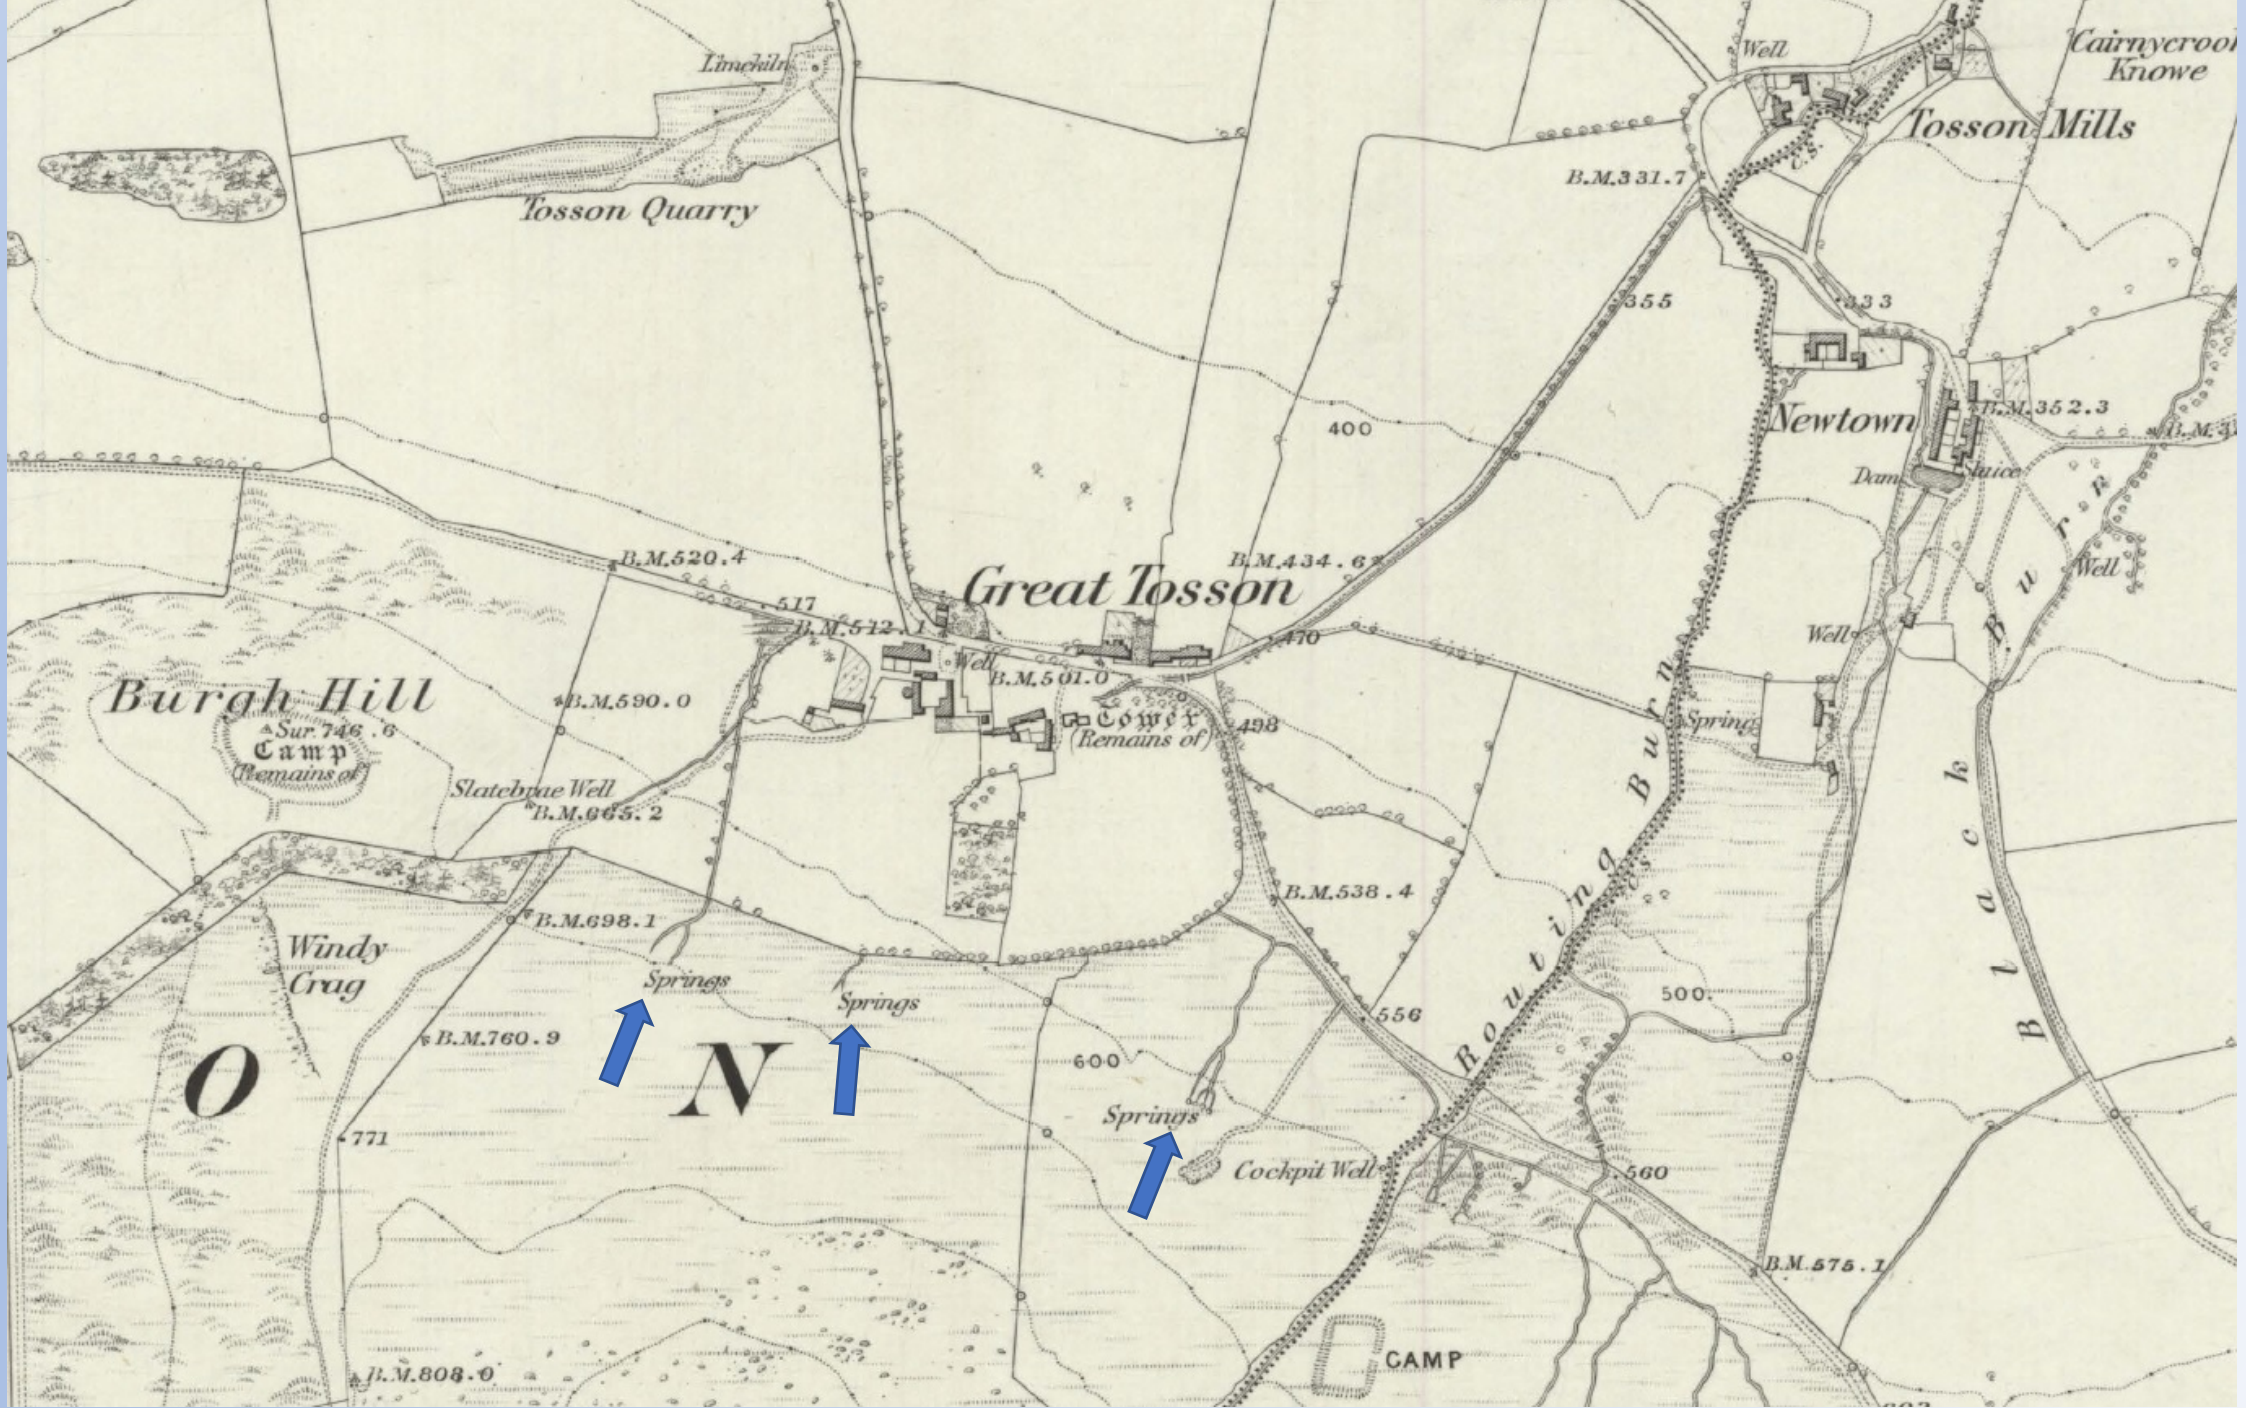 Limekiln
Well
Cairnycrook
Knowe
Tosson Mills
C.S.
B.M.331.7
Tosson Quarry
355
333
Newtown
B.M.352.3
400
Dam
Sluice
B.M.520.4
Great Tosson
B.M.434.6
Well
517
B.M.512.1
470
Well
Well
B.M.501.0
Burgh Hill
Sur. 746.6
Camp
(Remains of)
B.M.590.0
Tower
(Remains of)
498
Spring
Slatebrae Well
B.M.665.2
Routing Burn
Black Burn
B.M.538.4
B.M.698.1
Windy
Crag
Springs
Springs
500
556
B.M.760.9
600
O N
Springs
771
Cockpit Well
560
B.M.575.1
CAMP
B.M.808.0